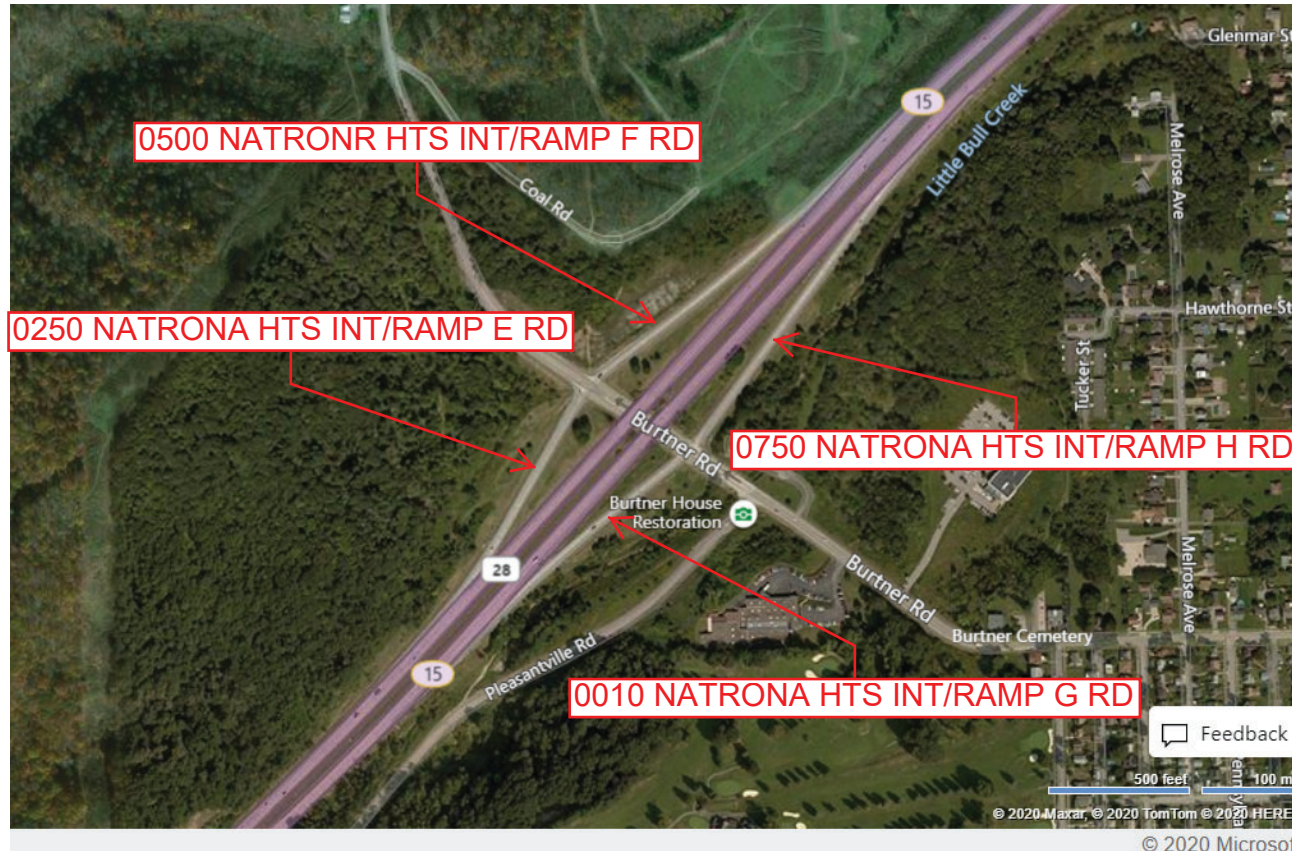 Glenmar St
15
Little Bull Creek
Melrose Ave
0500 NATRONR HTS INT/RAMP F RD
Coal Rd
Hawthorne St
0250 NATRONA HTS INT/RAMP E RD
Tucker St
Burtner Rd
0750 NATRONA HTS INT/RAMP H RD
Burtner House
Restoration
28
Burtner Rd
Melrose Ave
Burtner Cemetery
15
Pleasantville Rd
0010 NATRONA HTS INT/RAMP G RD
Feedback
500 feet 100 m
© 2020 Maxar, © 2020 TomTom © 2020 HERE
© 2020 Microsof